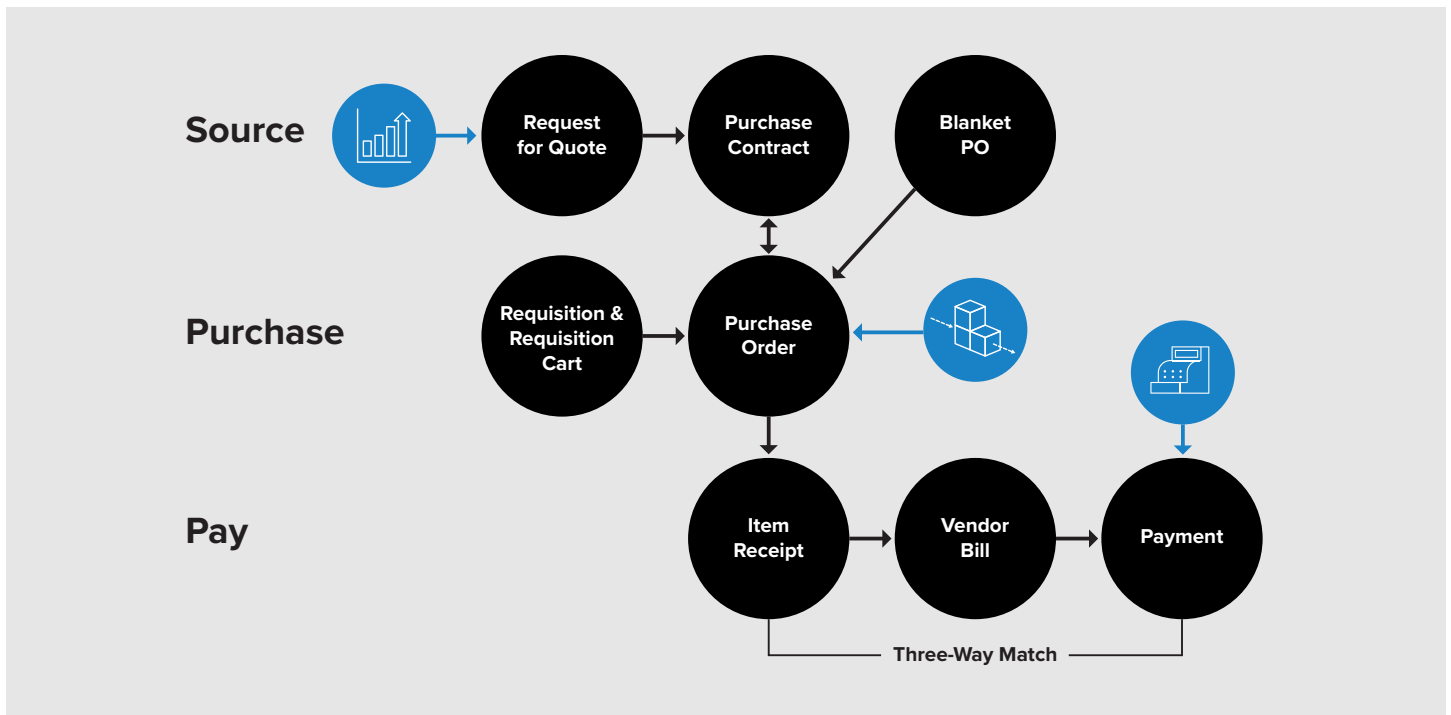 Source
Request
for Quote
Purchase
Contract
Blanket
PO
Purchase
Requisition &
Requisition
Cart
Purchase
Order
Pay
Item
Receipt
Vendor
Bill
Payment
Three-Way Match